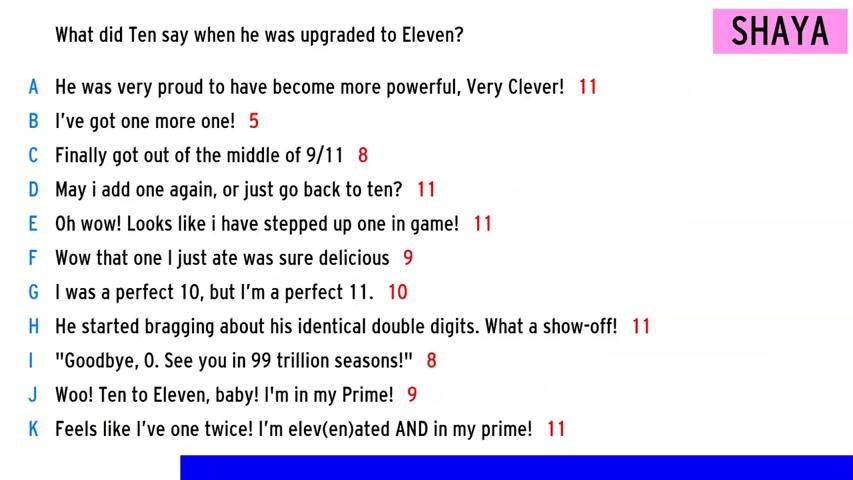 What did Ten say when he was upgraded to Eleven?
SHAYA
A He was very proud to have become more powerful, Very Clever! 11
B I've got one more one! 5
C Finally got out of the middle of 9/11 8
D May i add one again, or just go back to ten? 11
E Oh wow! Looks like i have stepped up one in game! 11
F Wow that one I just ate was sure delicious 9
G I was a perfect 10, but I'm a perfect 11. 10
H He started bragging about his identical double digits. What a show-off! 11
I "Goodbye, 0. See you in 99 trillion seasons!" 8
J Woo! Ten to Eleven, baby! I'm in my Prime! 9
K Feels like I've one twice! I'm elev(en)ated AND in my prime! 11